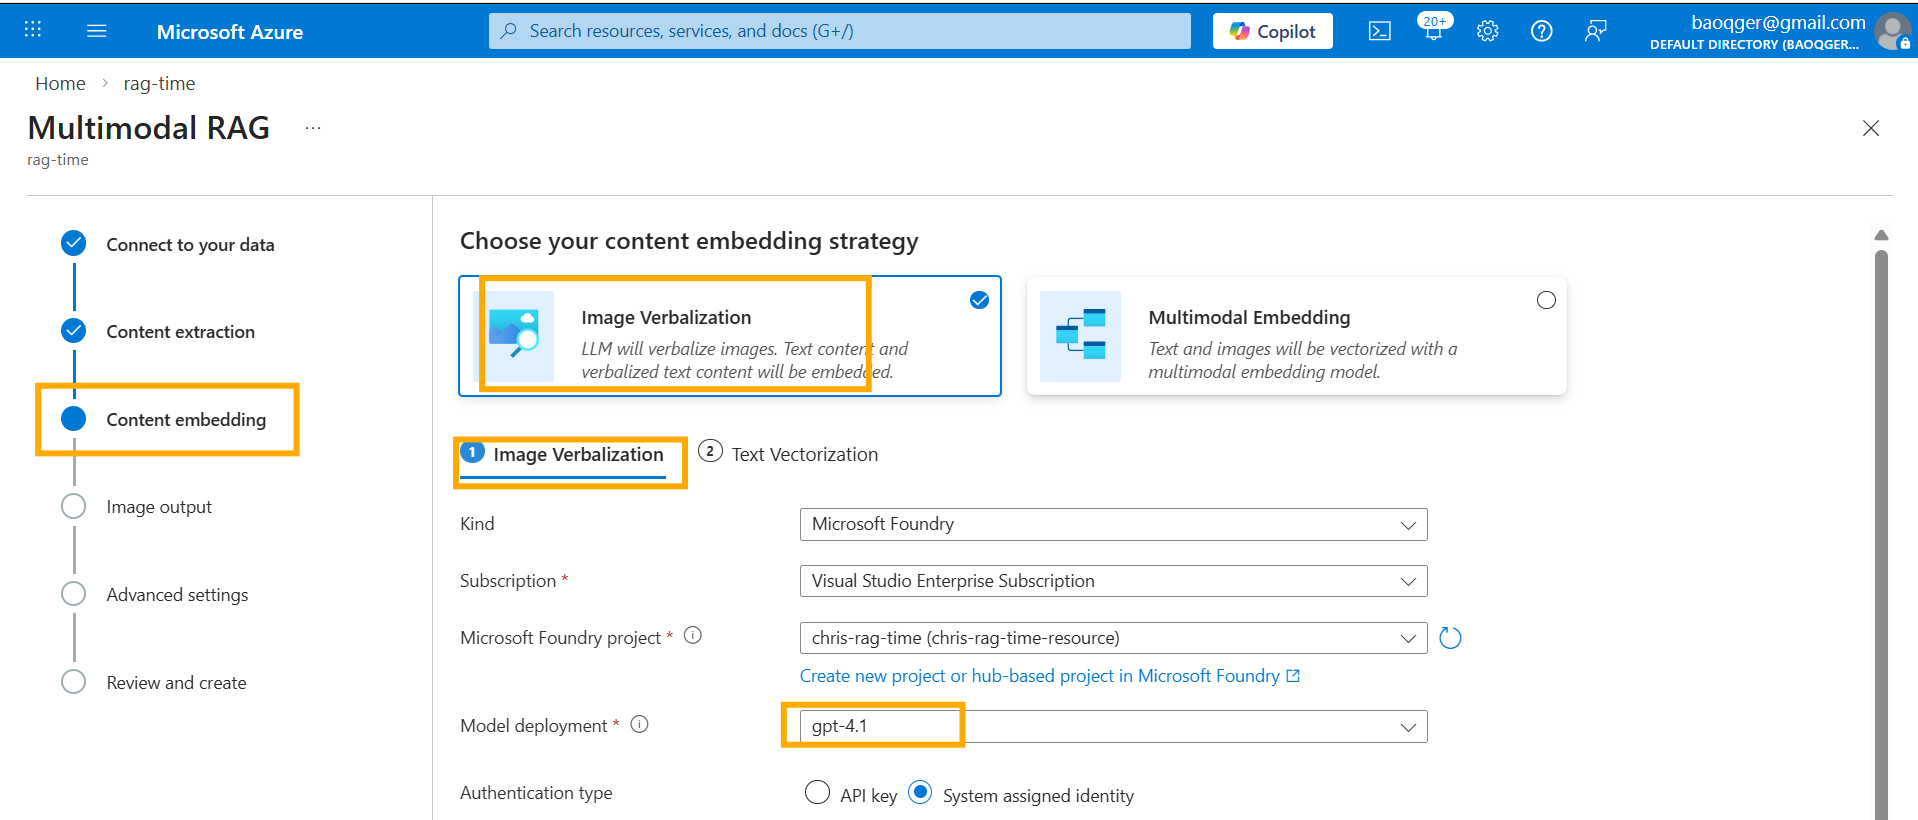 Microsoft Azure
Search resources, services, and docs (G+/)
Copilot
20+
baoqger@gmail.com
DEFAULT DIRECTORY (BAOQGER...
Home > rag-time
Multimodal RAG ...
rag-time
Connect to your data
Content extraction
Content embedding
Image output
Advanced settings
Review and create
Choose your content embedding strategy
Image Verbalization
LLM will verbalize images. Text content and
verbalized text content will be embedded.
Multimodal Embedding
Text and images will be vectorized with a
multimodal embedding model.
1 Image Verbalization
2 Text Vectorization
Kind
Microsoft Foundry
Subscription *
Visual Studio Enterprise Subscription
Microsoft Foundry project *
chris-rag-time (chris-rag-time-resource)
Create new project or hub-based project in Microsoft Foundry
Model deployment *
gpt-4.1
Authentication type
API key
System assigned identity